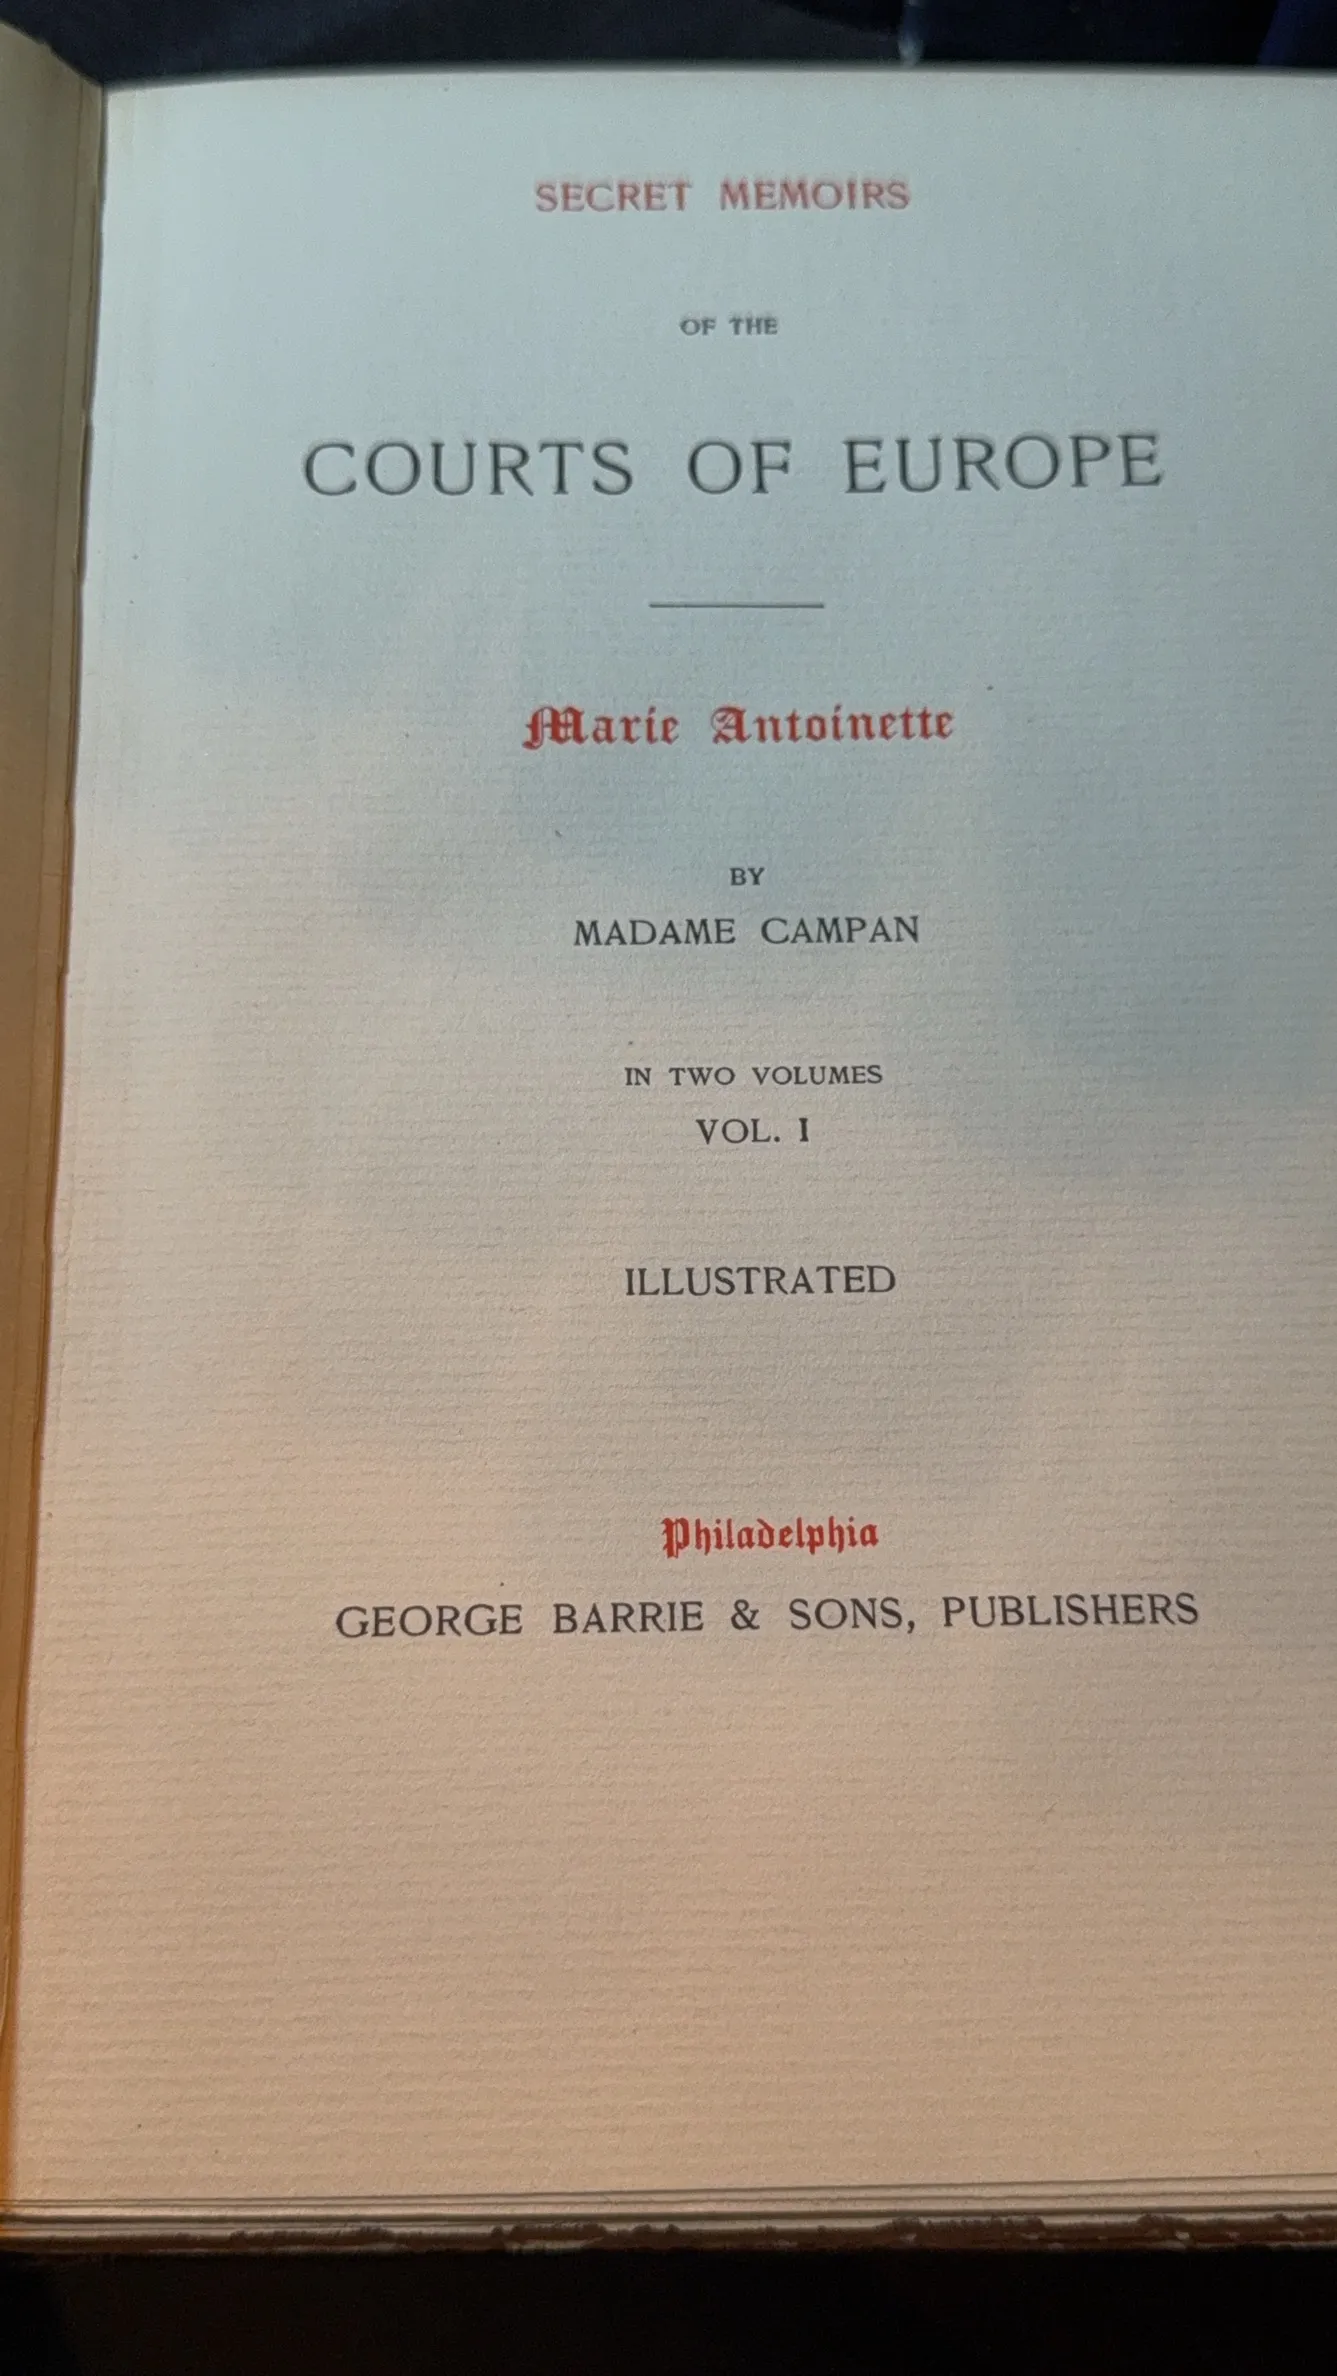 SECRET MEMOIRS
OF THE
COURTS OF EUROPE
Marie Antoinette
BY
MADAME CAMPAN
IN TWO VOLUMES
VOL. I
ILLUSTRATED
Philadelphia
GEORGE BARRIE & SONS, PUBLISHERS